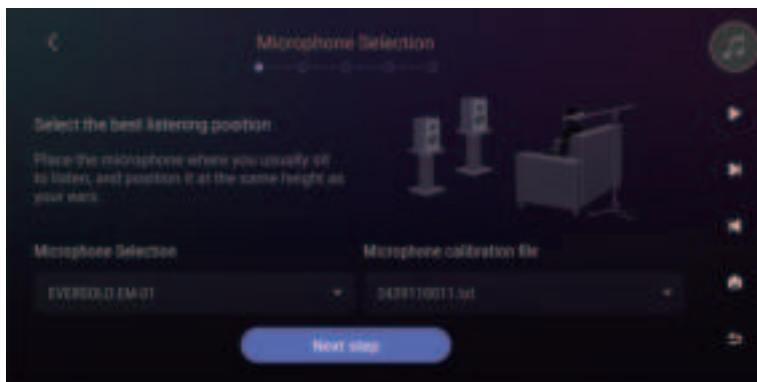 Microphone Selection
Select the best listening position
Place the microphone where you usually sit
to listen, and position it at the same height as
your ears.
Microphone Selection
Microphone calibration file
EVERSOLO EM-01
Next step